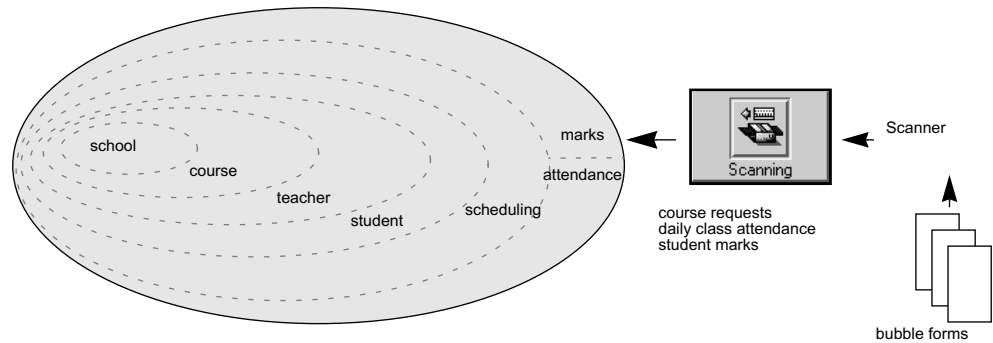 school
course
teacher
student
scheduling
marks
attendance
Scanning
course requests
daily class attendance
student marks
Scanner
bubble forms